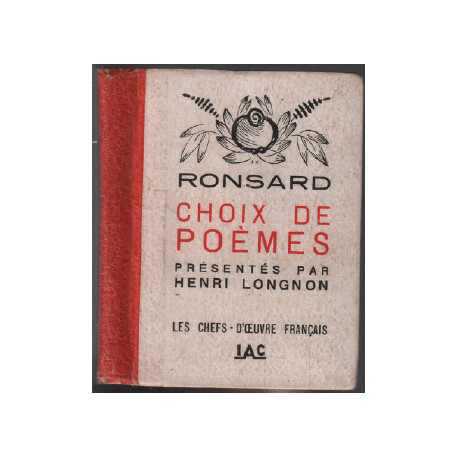 RONSARD
CHOIX DE
POÈMES
PRÉSENTÉS PAR
HENRI LONGNON
LES CHEFS-D'ŒUVRE FRANÇAIS
IAC